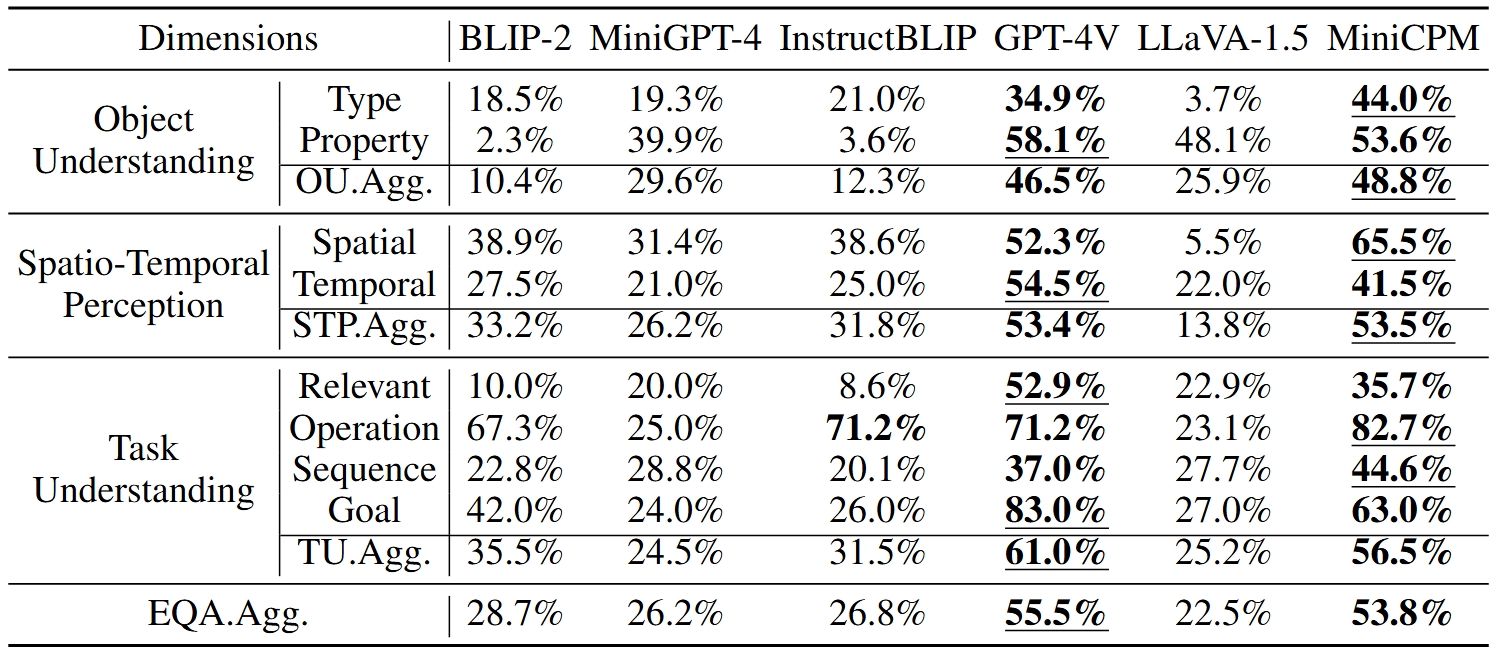 Dimensions BLIP-2 MiniGPT-4 InstructBLIP GPT-4V LLaVA-1.5 MiniCPM
Object Understanding
Type 18.5% 19.3% 21.0% 34.9% 3.7% 44.0%
Property 2.3% 39.9% 3.6% 58.1% 48.1% 53.6%
OU.Agg. 10.4% 29.6% 12.3% 46.5% 25.9% 48.8%
Spatio-Temporal Perception
Spatial 38.9% 31.4% 38.6% 52.3% 5.5% 65.5%
Temporal 27.5% 21.0% 25.0% 54.5% 22.0% 41.5%
STP.Agg. 33.2% 26.2% 31.8% 53.4% 13.8% 53.5%
Task Understanding
Relevant 10.0% 20.0% 8.6% 52.9% 22.9% 35.7%
Operation 67.3% 25.0% 71.2% 71.2% 23.1% 82.7%
Sequence 22.8% 28.8% 20.1% 37.0% 27.7% 44.6%
Goal 42.0% 24.0% 26.0% 83.0% 27.0% 63.0%
TU.Agg. 35.5% 24.5% 31.5% 61.0% 25.2% 56.5%
EQA.Agg. 28.7% 26.2% 26.8% 55.5% 22.5% 53.8%